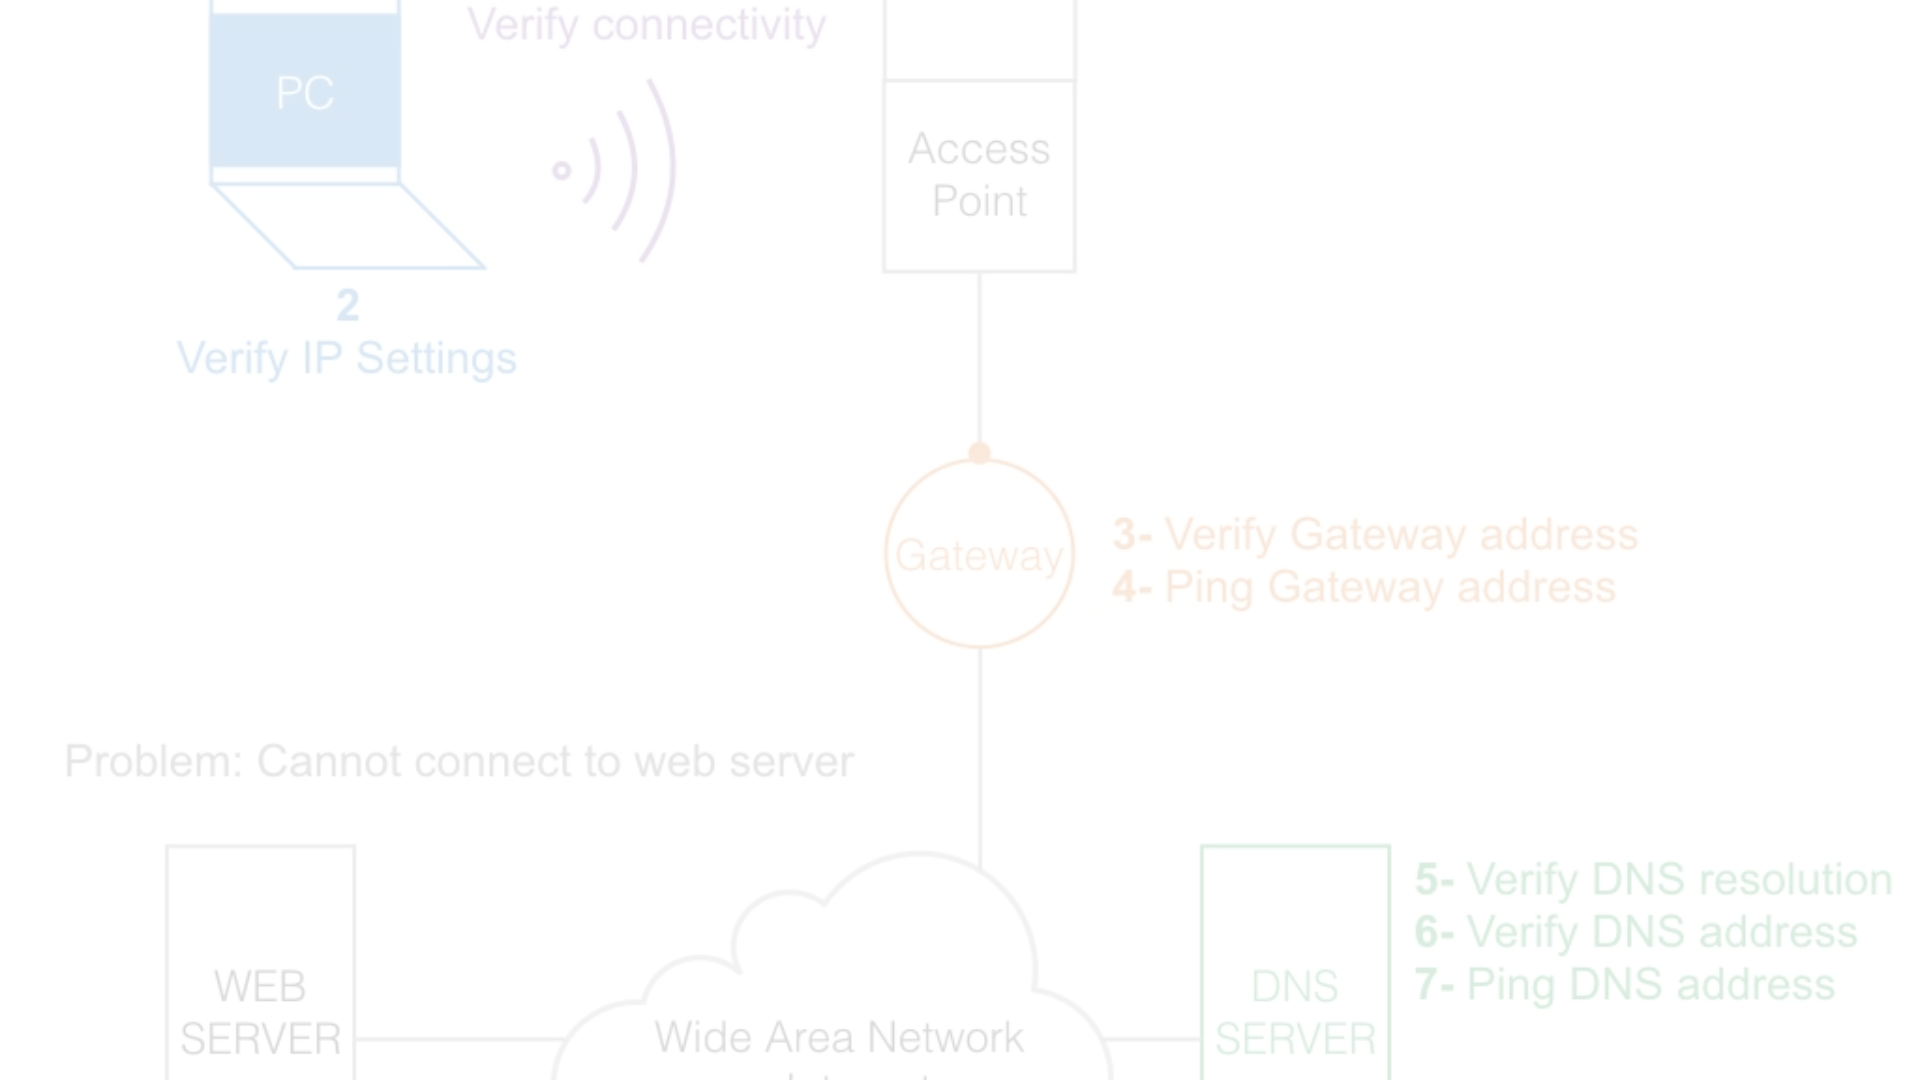 Verify connectivity
PC
Access
Point
2
Verify IP Settings
Gateway
3- Verify Gateway address
4- Ping Gateway address
Problem: Cannot connect to web server
WEB
SERVER
Wide Area Network
DNS
SERVER
5- Verify DNS resolution
6- Verify DNS address
7- Ping DNS address